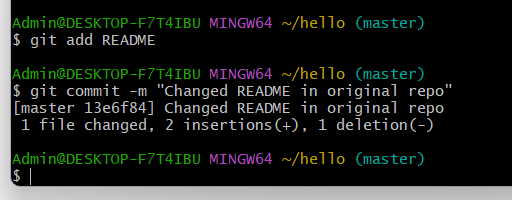 Admin@DESKTOP-F7T4IBU MINGW64 ~/hello (master)
$ git add README
Admin@DESKTOP-F7T4IBU MINGW64 ~/hello (master)
$ git commit -m "Changed README in original repo"
[master 13e6f84] Changed README in original repo
 1 file changed, 2 insertions(+), 1 deletion(-)
Admin@DESKTOP-F7T4IBU MINGW64 ~/hello (master)
$